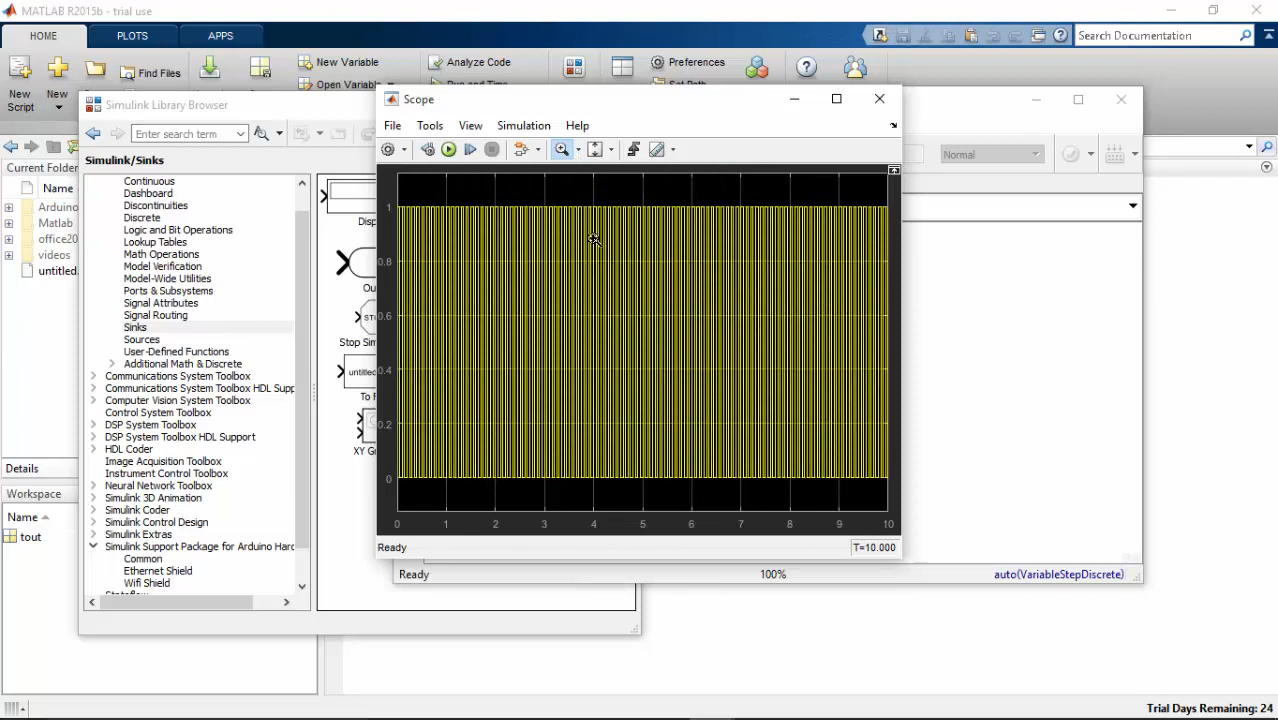 MATLAB R2015b - trial use
HOME
PLOTS
APPS
Search Documentation
New Script
New
Find Files
New Variable
Open Variable
Analyze Code
Run and Time
Preferences
Set Path
Simulink Library Browser
Enter search term
Simulink/Sinks
Current Folder
Name
Arduino
Matlab
office20
videos
untitled.
Details
Workspace
Name
tout
Continuous
Dashboard
Discontinuities
Discrete
Logic and Bit Operations
Lookup Tables
Math Operations
Model Verification
Model-Wide Utilities
Ports & Subsystems
Signal Attributes
Signal Routing
Sinks
Sources
User-Defined Functions
Additional Math & Discrete
Communications System Toolbox
Communications System Toolbox HDL Supp
Computer Vision System Toolbox
Control System Toolbox
DSP System Toolbox
DSP System Toolbox HDL Support
HDL Coder
Image Acquisition Toolbox
Instrument Control Toolbox
Neural Network Toolbox
Simulink 3D Animation
Simulink Coder
Simulink Control Design
Simulink Extras
Simulink Support Package for Arduino Hard
Common
Ethernet Shield
Wifi Shield
Disp
Ou
STO
Stop Sim
untitled
To F
XY Gr
Scope
File Tools View Simulation Help
1
0.8
0.6
0.4
0.2
0
0 1 2 3 4 5 6 7 8 9 10
Ready
T=10.000
Normal
Ready
100%
auto(VariableStepDiscrete)
Trial Days Remaining: 24